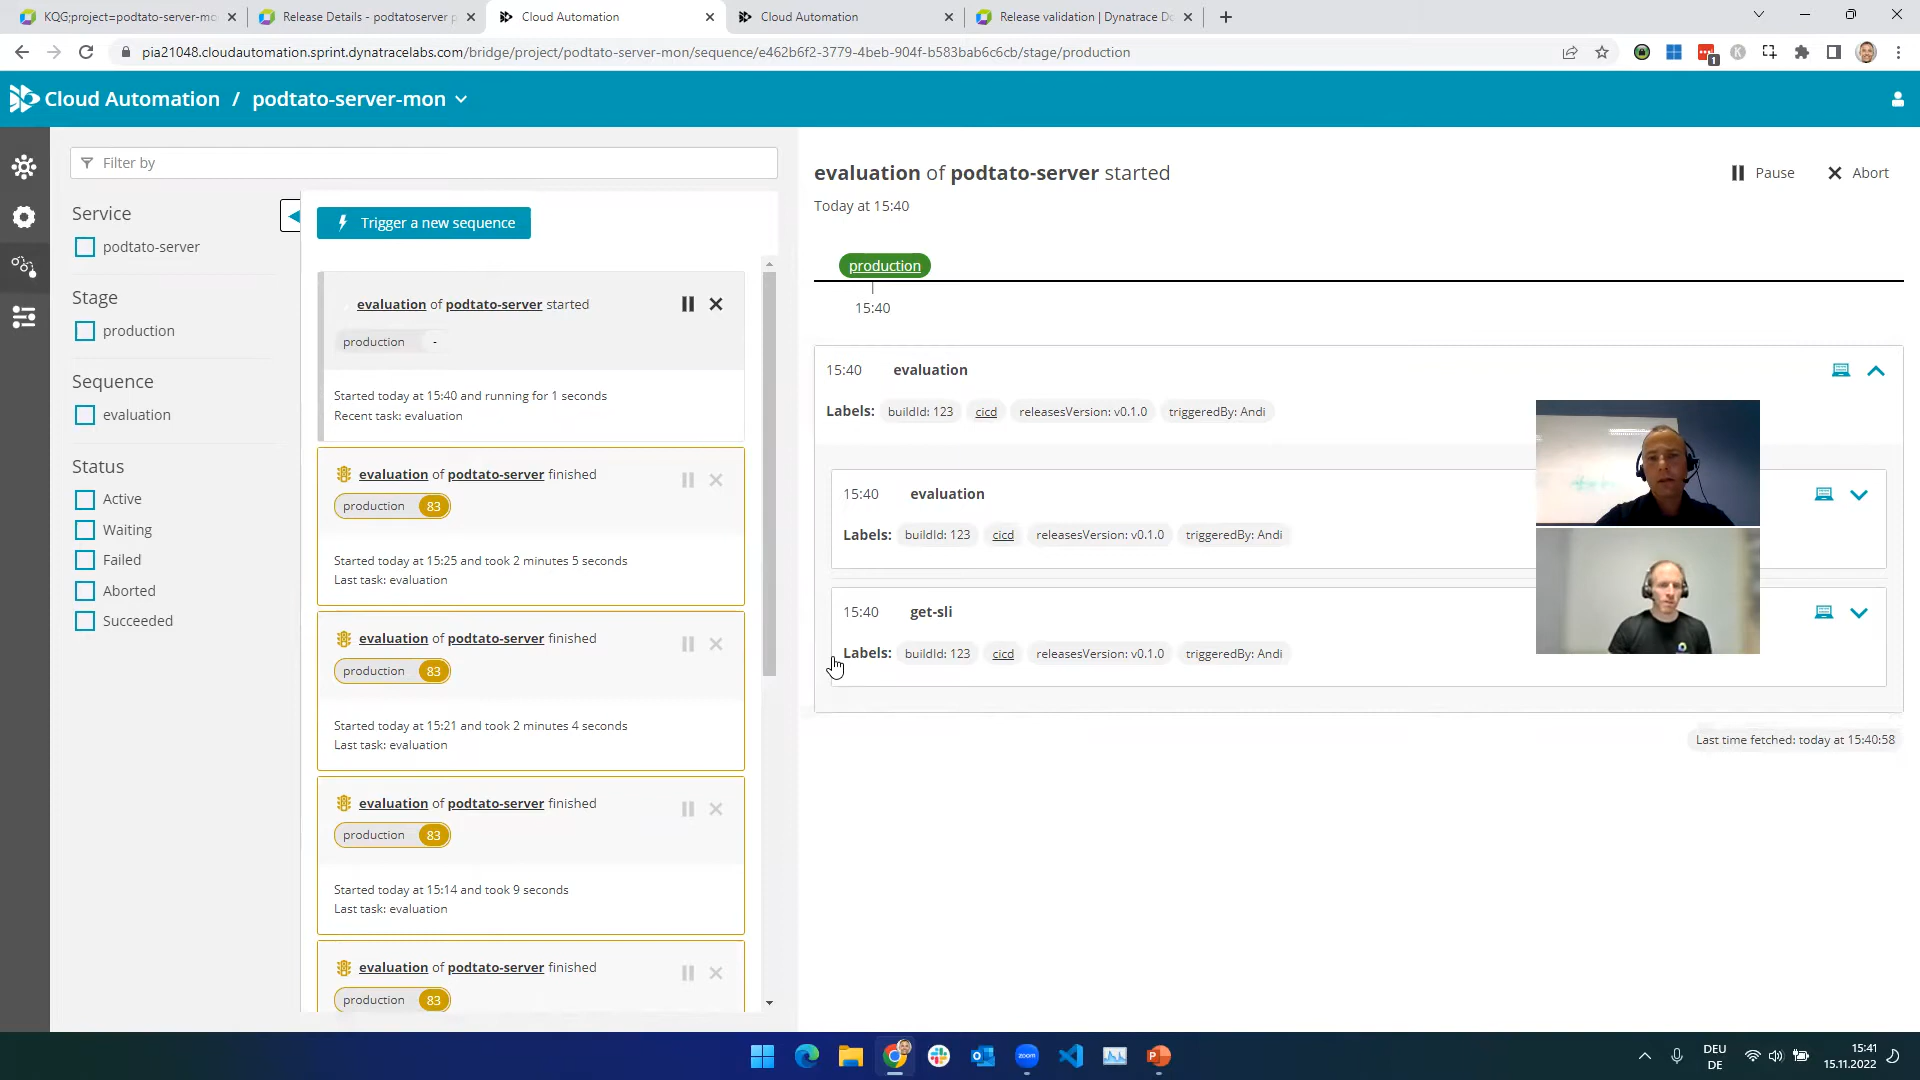 KQG;project=podtato-server-mo
Release Details - podtatoserver p
Cloud Automation
Cloud Automation
Release validation | Dynatrace Do
pia21048.cloudautomation.sprint.dynatracelabs.com/bridge/project/podtato-server-mon/sequence/e462b6f2-3779-4beb-904f-b583bab6c6cb/stage/production
Cloud Automation / podtato-server-mon
Filter by
Service
podtato-server
Stage
production
Sequence
evaluation
Status
Active
Waiting
Failed
Aborted
Succeeded
Trigger a new sequence
evaluation of podtato-server started
production -
Started today at 15:40 and running for 1 seconds
Recent task: evaluation
evaluation of podtato-server finished
production 83
Started today at 15:25 and took 2 minutes 5 seconds
Last task: evaluation
evaluation of podtato-server finished
production 83
Started today at 15:21 and took 2 minutes 4 seconds
Last task: evaluation
evaluation of podtato-server finished
production 83
Started today at 15:14 and took 9 seconds
Last task: evaluation
evaluation of podtato-server finished
production 83
evaluation of podtato-server started
Pause
Abort
Today at 15:40
production
15:40
15:40 evaluation
Labels: buildId: 123 cicd releasesVersion: v0.1.0 triggeredBy: Andi
15:40 evaluation
Labels: buildId: 123 cicd releasesVersion: v0.1.0 triggeredBy: Andi
15:40 get-sli
Labels: buildId: 123 cicd releasesVersion: v0.1.0 triggeredBy: Andi
Last time fetched: today at 15:40:58
zoom
DEU
DE
15:41
15.11.2022